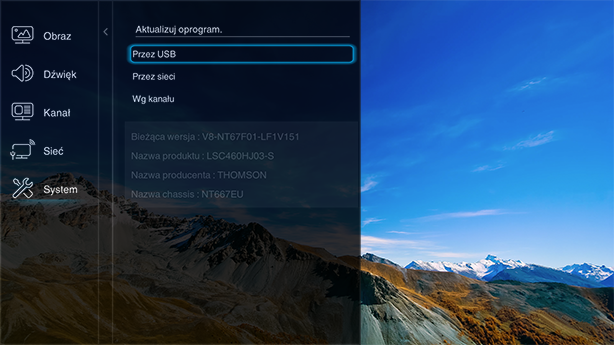 Aktualizuj oprogram.
Obraz
Przez USB
Dźwięk
Przez sieci
Wg kanału
Kanał
Bieżąca wersja : V8-NT67F01-LF1V151
Sieć
Nazwa produktu : LSC460HJ03-S
Nazwa producenta : THOMSON
System
Nazwa chassis : NT667EU